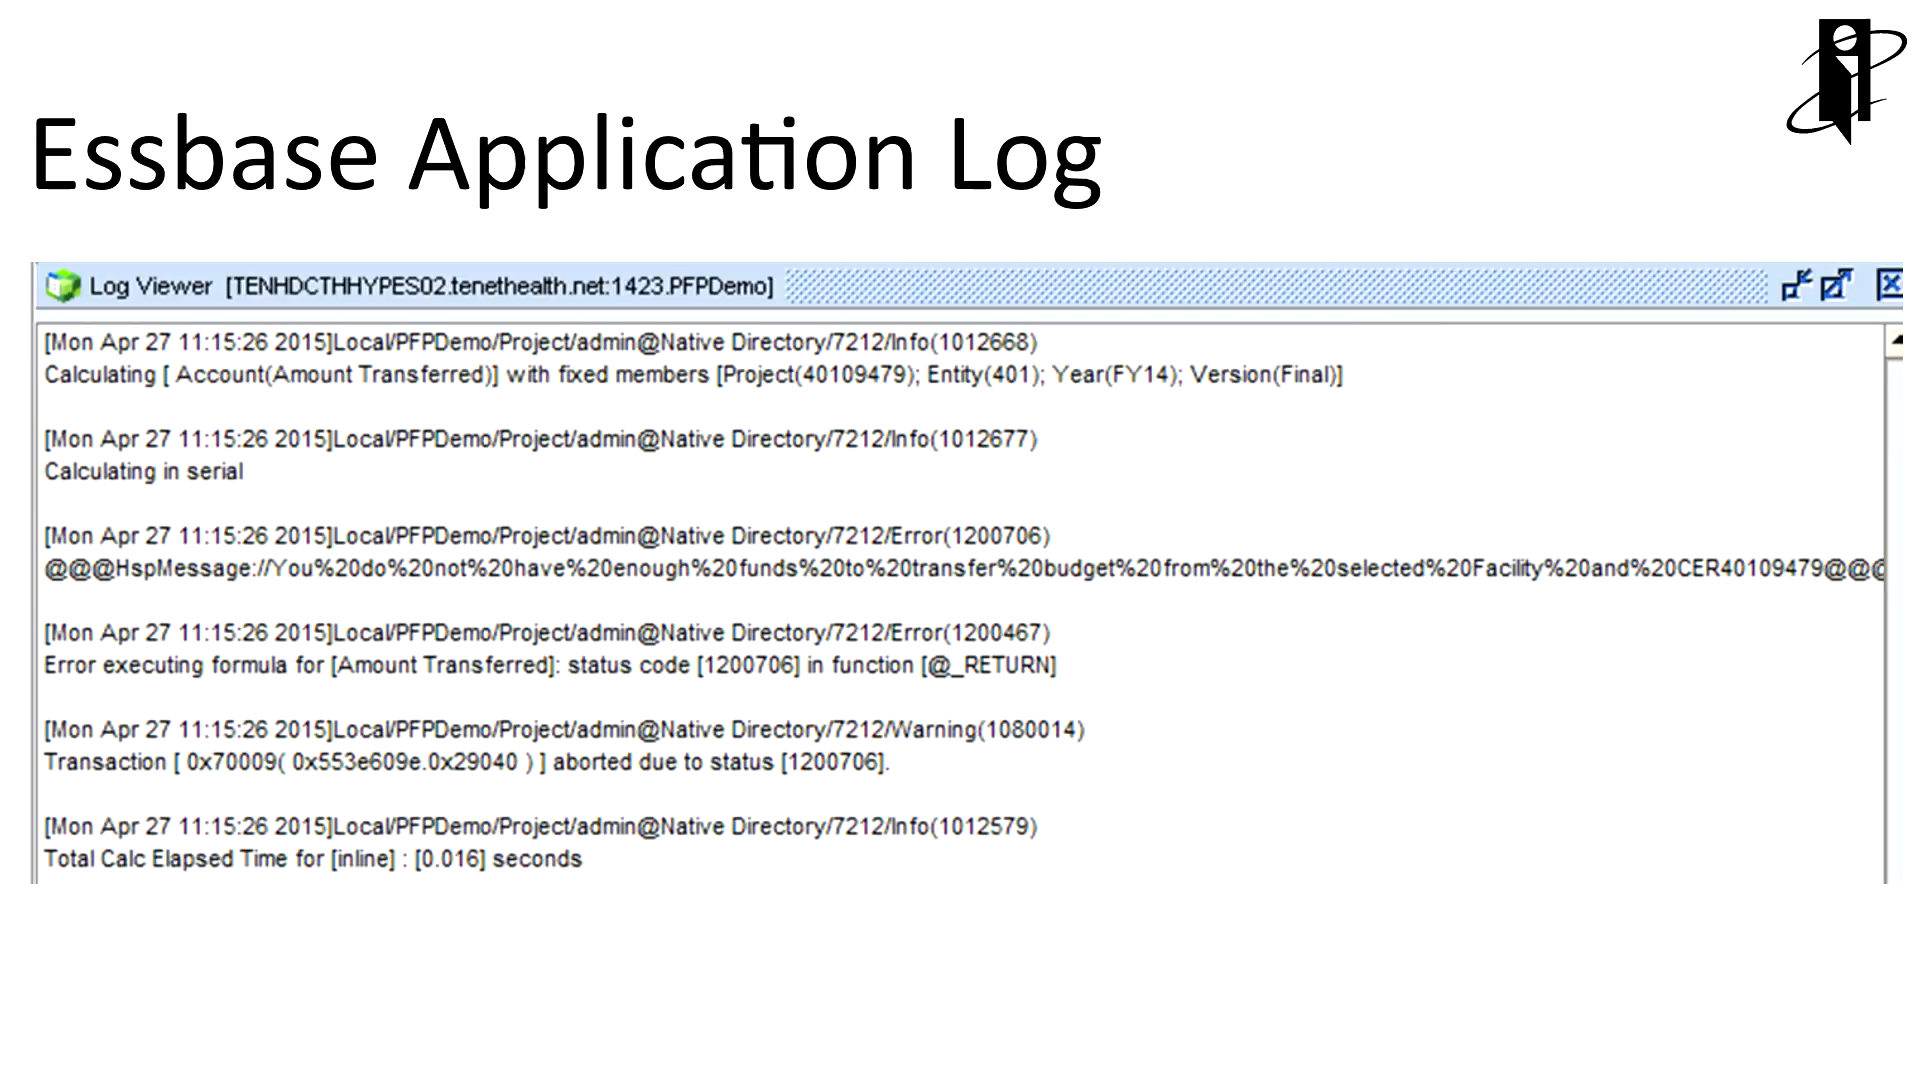 Essbase Application Log
Log Viewer [TENHDCTHHYPES02.tenethealth.net:1423.PFPDemo]
[Mon Apr 27 11:15:26 2015]Local/PFPDemo/Project/admin@Native Directory/7212/Info(1012668)
Calculating [ Account(Amount Transferred)] with fixed members [Project(40109479); Entity(401); Year(FY14); Version(Final)]
[Mon Apr 27 11:15:26 2015]Local/PFPDemo/Project/admin@Native Directory/7212/Info(1012677)
Calculating in serial
[Mon Apr 27 11:15:26 2015]Local/PFPDemo/Project/admin@Native Directory/7212/Error(1200706)
@@@HspMessage://You%20do%20not%20have%20enough%20funds%20to%20transfer%20budget%20from%20the%20selected%20Facility%20and%20CER40109479@@@
[Mon Apr 27 11:15:26 2015]Local/PFPDemo/Project/admin@Native Directory/7212/Error(1200467)
Error executing formula for [Amount Transferred]: status code [1200706] in function [@_RETURN]
[Mon Apr 27 11:15:26 2015]Local/PFPDemo/Project/admin@Native Directory/7212/Warning(1080014)
Transaction [ 0x70009( 0x553e609e.0x29040 ) ] aborted due to status [1200706].
[Mon Apr 27 11:15:26 2015]Local/PFPDemo/Project/admin@Native Directory/7212/Info(1012579)
Total Calc Elapsed Time for [inline] : [0.016] seconds